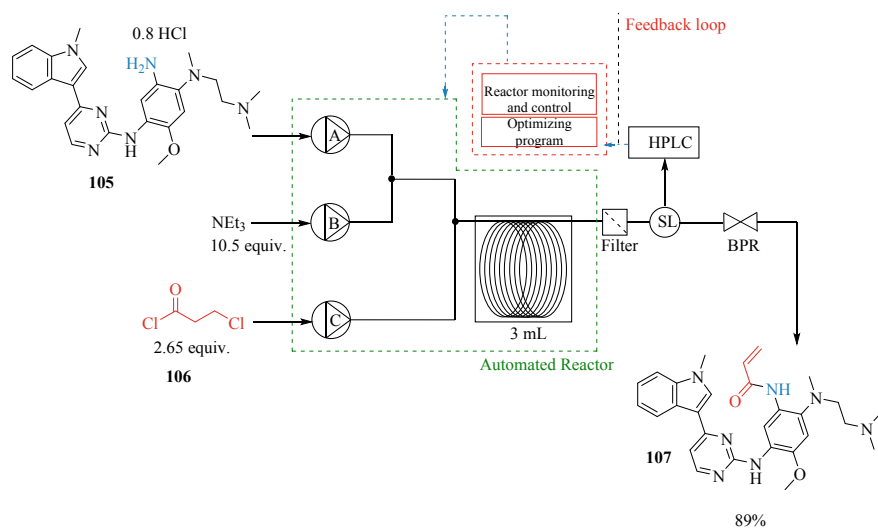 0.8 HCl
N
H₂N
N
N
N
N
N
H
O
105
A
B
C
NEt₃
10.5 equiv.
O
Cl
Cl
2.65 equiv.
106
Feedback loop
Reactor monitoring
and control
Optimizing
program
HPLC
Filter
SL
BPR
3 mL
Automated Reactor
N
O
NH
N
N
N
N
N
H
O
107
89%